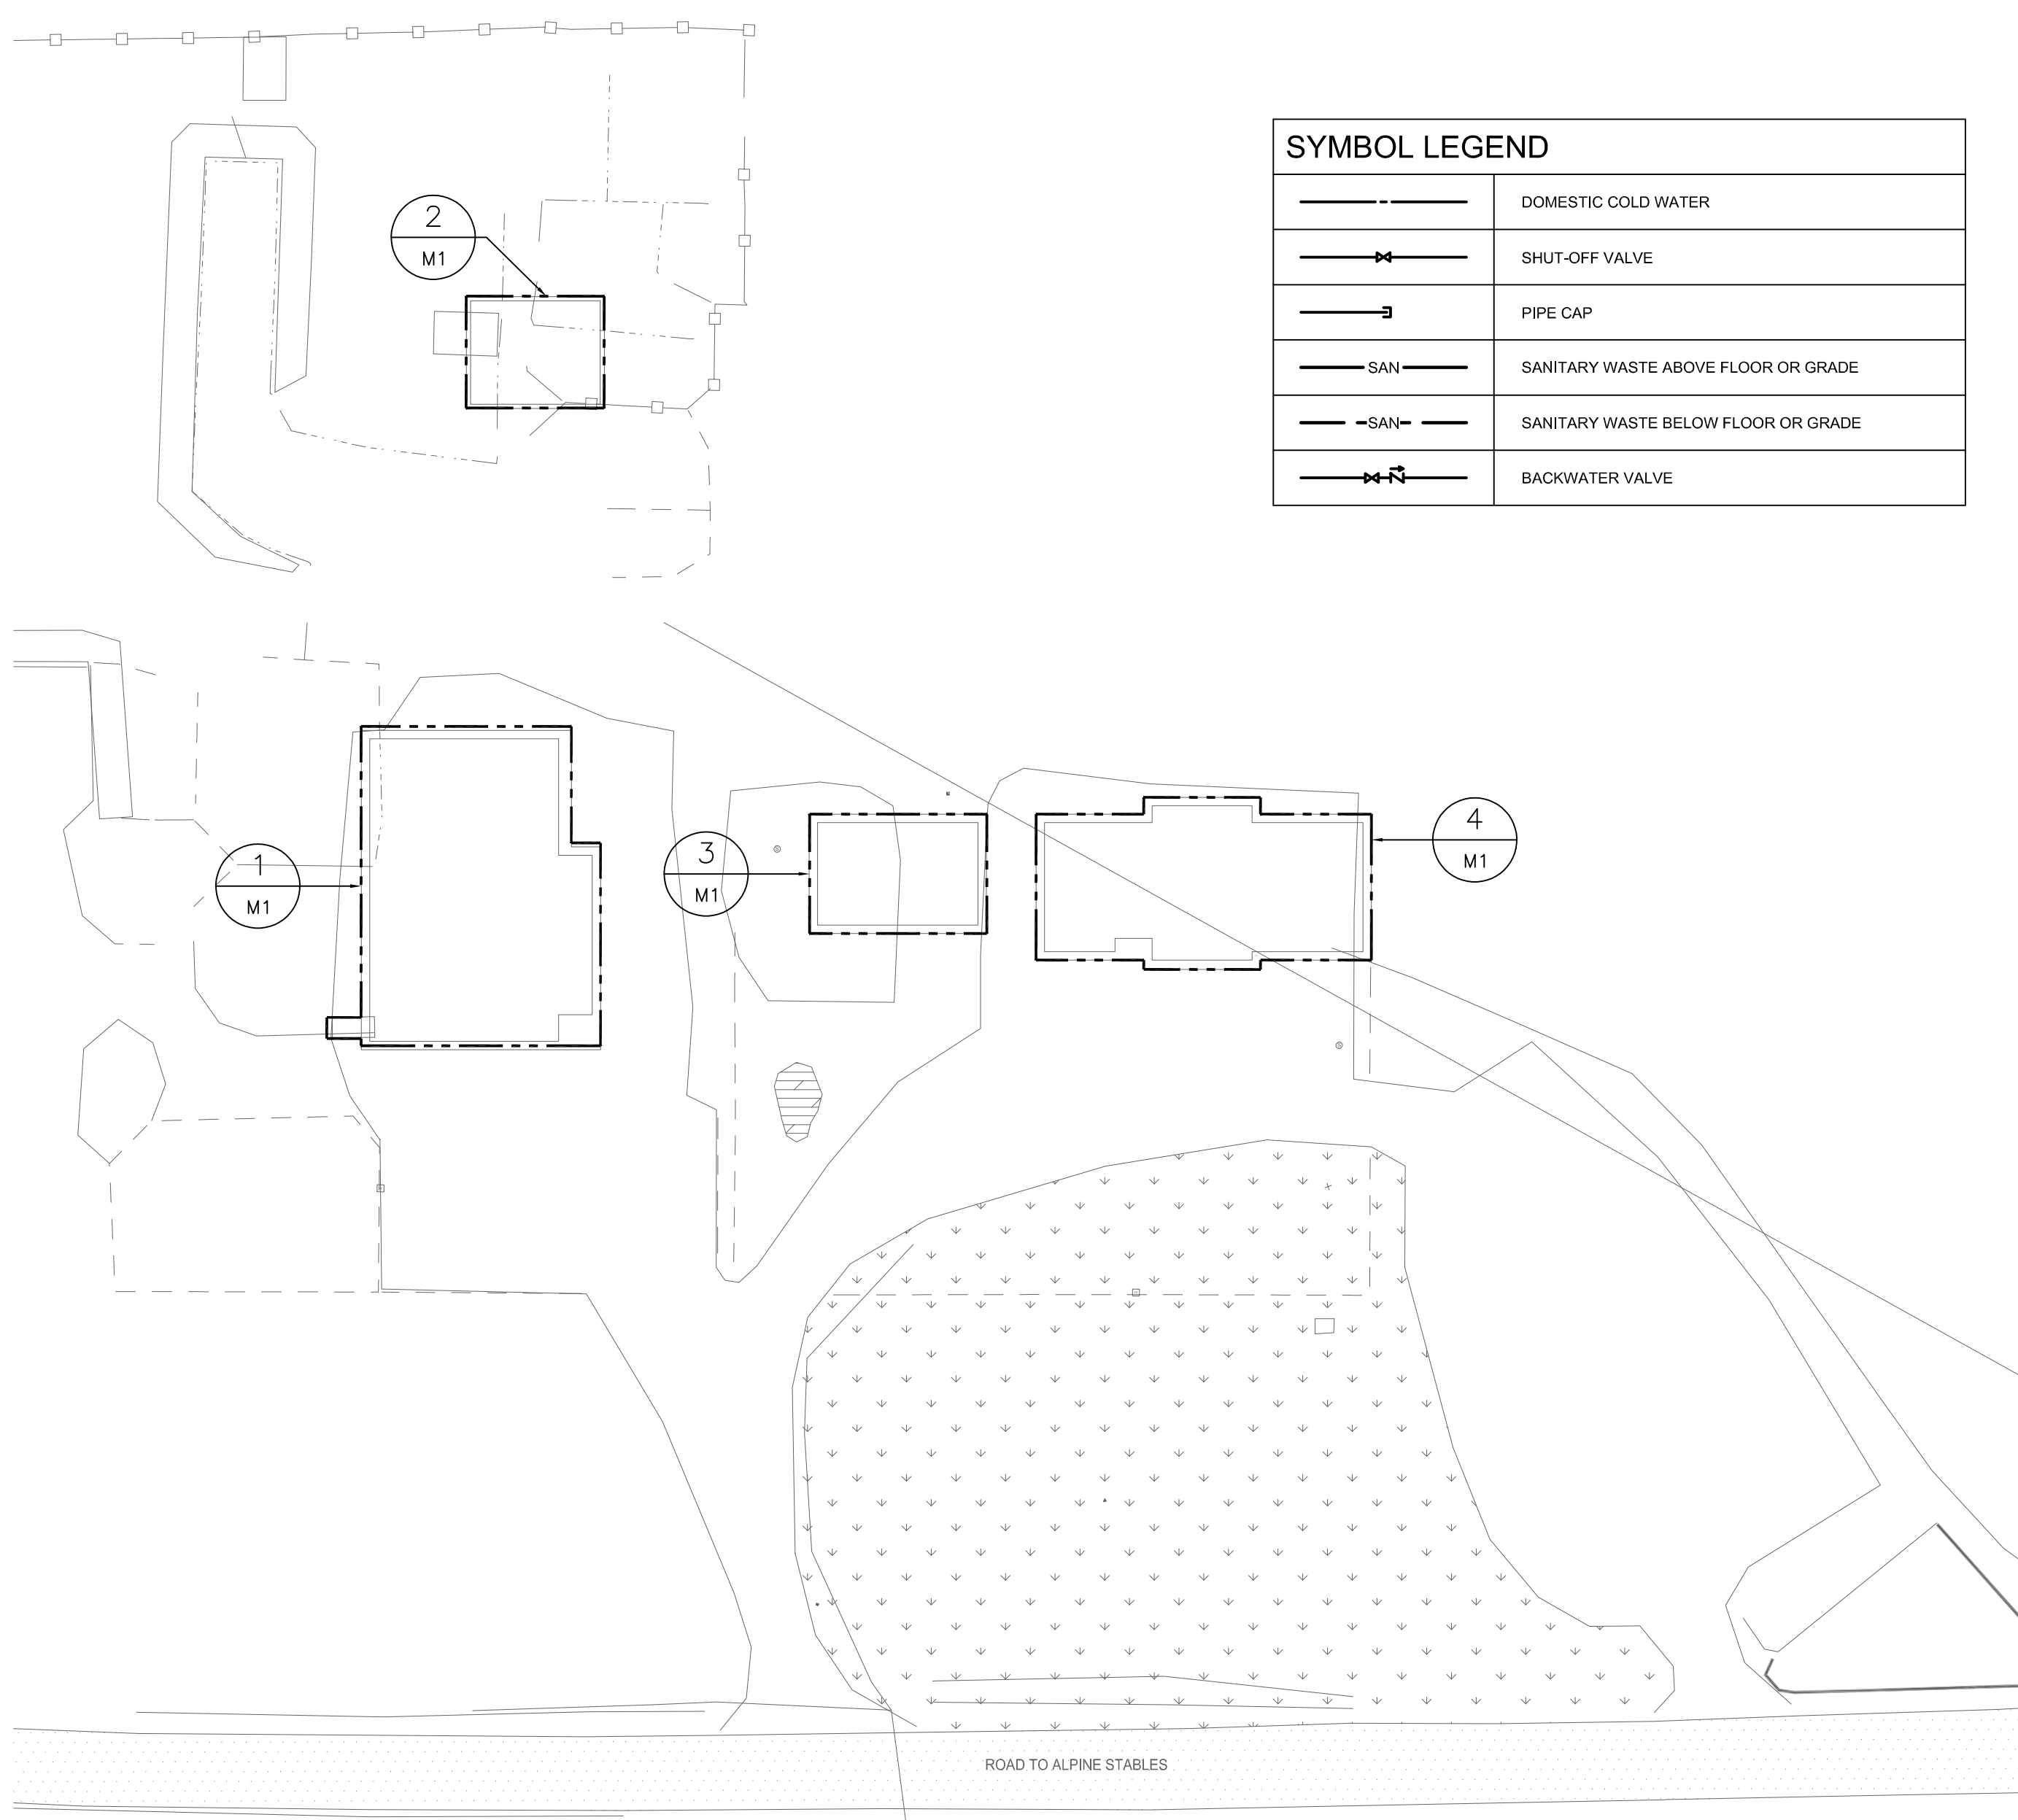 SYMBOL LEGEND
DOMESTIC COLD WATER
SHUT-OFF VALVE
PIPE CAP
SAN SANITARY WASTE ABOVE FLOOR OR GRADE
SAN SANITARY WASTE BELOW FLOOR OR GRADE
BACKWATER VALVE
2
M1
1
M1
3
M1
4
M1
S
S
ROAD TO ALPINE STABLES